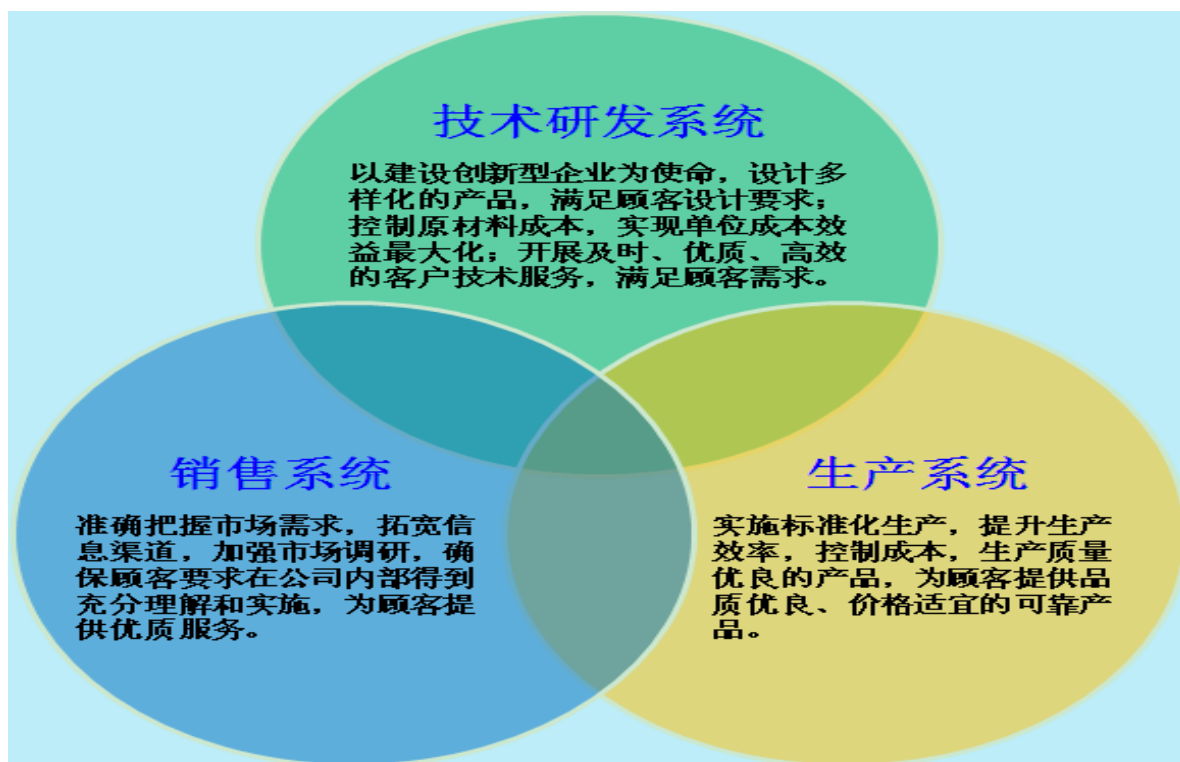 技术研发系统
以建设创新型企业为使命，设计多
样化的产品，满足顾客设计要求；
控制原材料成本，实现单位成本效
益最大化；开展及时、优质、高效
的客户技术服务，满足顾客需求。
销售系统
准确把握市场需求，拓宽信
息渠道，加强市场调研，确
保顾客要求在公司内部得到
充分理解和实施，为顾客提
供优质服务。
生产系统
实施标准化生产，提升生产
效率，控制成本，生产质量
优良的产品，为顾客提供品
质优良、价格适宜的可靠产
品。